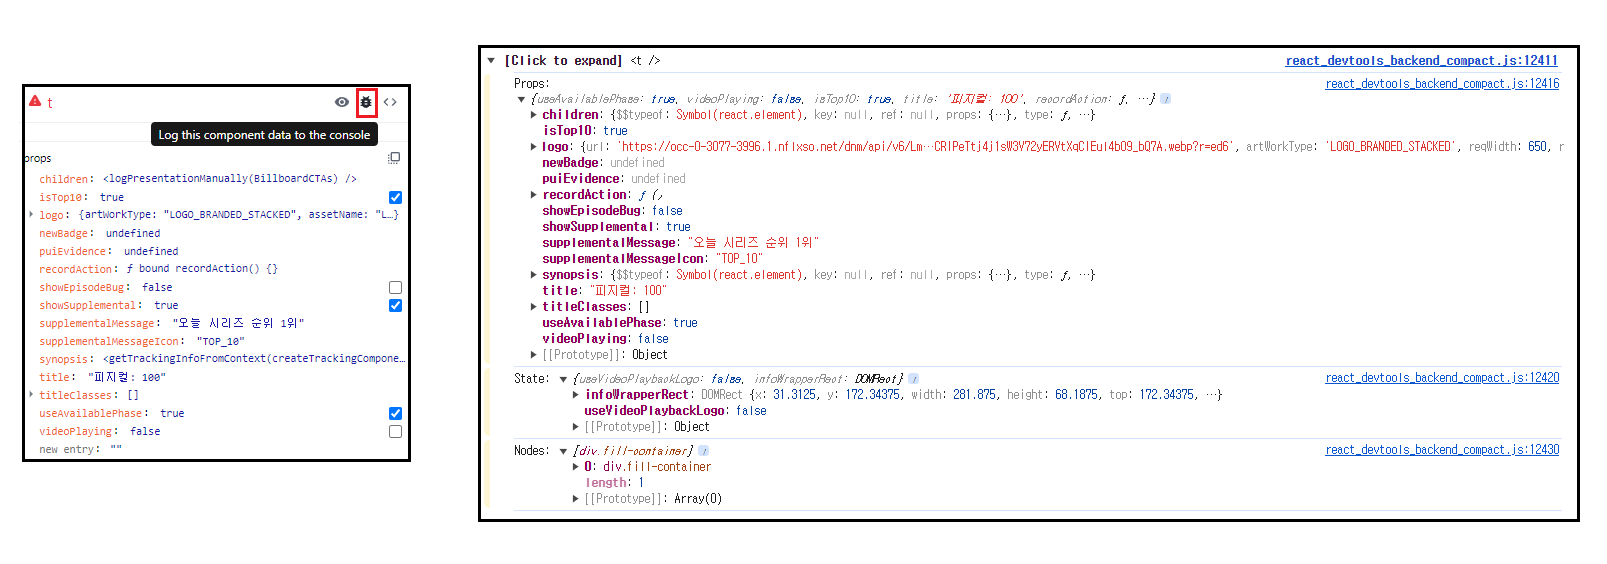 t
Log this component data to the console
props
children: <logPresentationManually(BillboardCTAs) />
isTop10: true
logo: {artWorkType: "LOGO_BRANDED_STACKED", assetName: "L…}
newBadge: undefined
puiEvidence: undefined
recordAction: ƒ bound recordAction() {}
showEpisodeBug: false
showSupplemental: true
supplementalMessage: "오늘 시리즈 순위 1위"
supplementalMessageIcon: "TOP_10"
synopsis: <getTrackingInfoFromContext(createTrackingCompone…
title: "피지컬: 100"
titleClasses: []
useAvailablePhase: true
videoPlaying: false
new entry: ""
[Click to expand] <t /> react_devtools_backend_compact.js:12411
Props: react_devtools_backend_compact.js:12416
{useAvailablePhase: true, videoPlaying: false, isTop10: true, title: '피지컬: 100', recordAction: ƒ, …}
children: {$$typeof: Symbol(react.element), key: null, ref: null, props: {…}, type: ƒ, …}
isTop10: true
logo: {url: 'https://occ-0-3077-3996.1.nflxso.net/dnm/api/v6/Lm…CRlPeTtj4j1sW3V72yERVtXqClEul4b09_bQ7A.webp?r=ed6', artWorkType: 'LOGO_BRANDED_STACKED', reqWidth: 650, r
newBadge: undefined
puiEvidence: undefined
recordAction: ƒ (,
showEpisodeBug: false
showSupplemental: true
supplementalMessage: "오늘 시리즈 순위 1위"
supplementalMessageIcon: "TOP_10"
synopsis: {$$typeof: Symbol(react.element), key: null, ref: null, props: {…}, type: ƒ, …}
title: "피지컬: 100"
titleClasses: []
useAvailablePhase: true
videoPlaying: false
[[Prototype]]: Object
State: {useVideoPlaybackLogo: false, infoWrapperRect: DOMRect} react_devtools_backend_compact.js:12420
infoWrapperRect: DOMRect {x: 31.3125, y: 172.34375, width: 281.875, height: 68.1875, top: 172.34375, …}
useVideoPlaybackLogo: false
[[Prototype]]: Object
Nodes: [div.fill-container] react_devtools_backend_compact.js:12430
0: div.fill-container
length: 1
[[Prototype]]: Array(0)